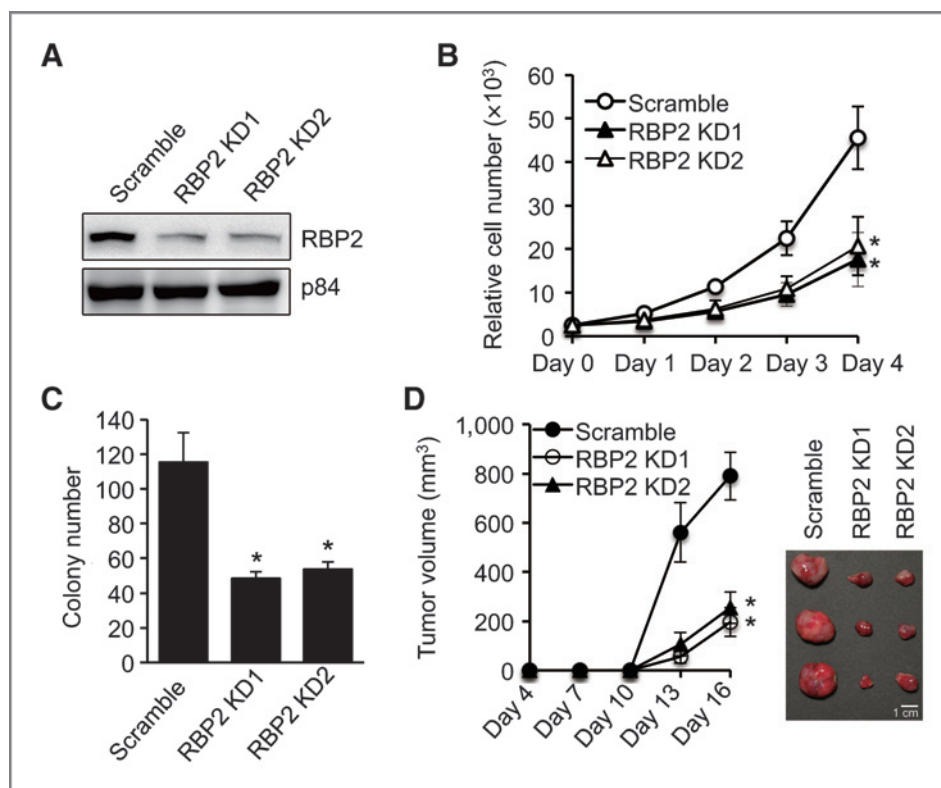 A
Scramble
RBP2 KD1
RBP2 KD2
RBP2
p84
B
Relative cell number (×10³)
60
50
40
30
20
10
0
Scramble
RBP2 KD1
RBP2 KD2
*
*
Day 0 Day 1 Day 2 Day 3 Day 4
C
Colony number
140
120
100
80
60
40
20
0
*
*
Scramble
RBP2 KD1
RBP2 KD2
D
Tumor volume (mm³)
1,000
800
600
400
200
0
Scramble
RBP2 KD1
RBP2 KD2
*
*
Day 4
Day 7
Day 10
Day 13
Day 16
Scramble
RBP2 KD1
RBP2 KD2
1 cm